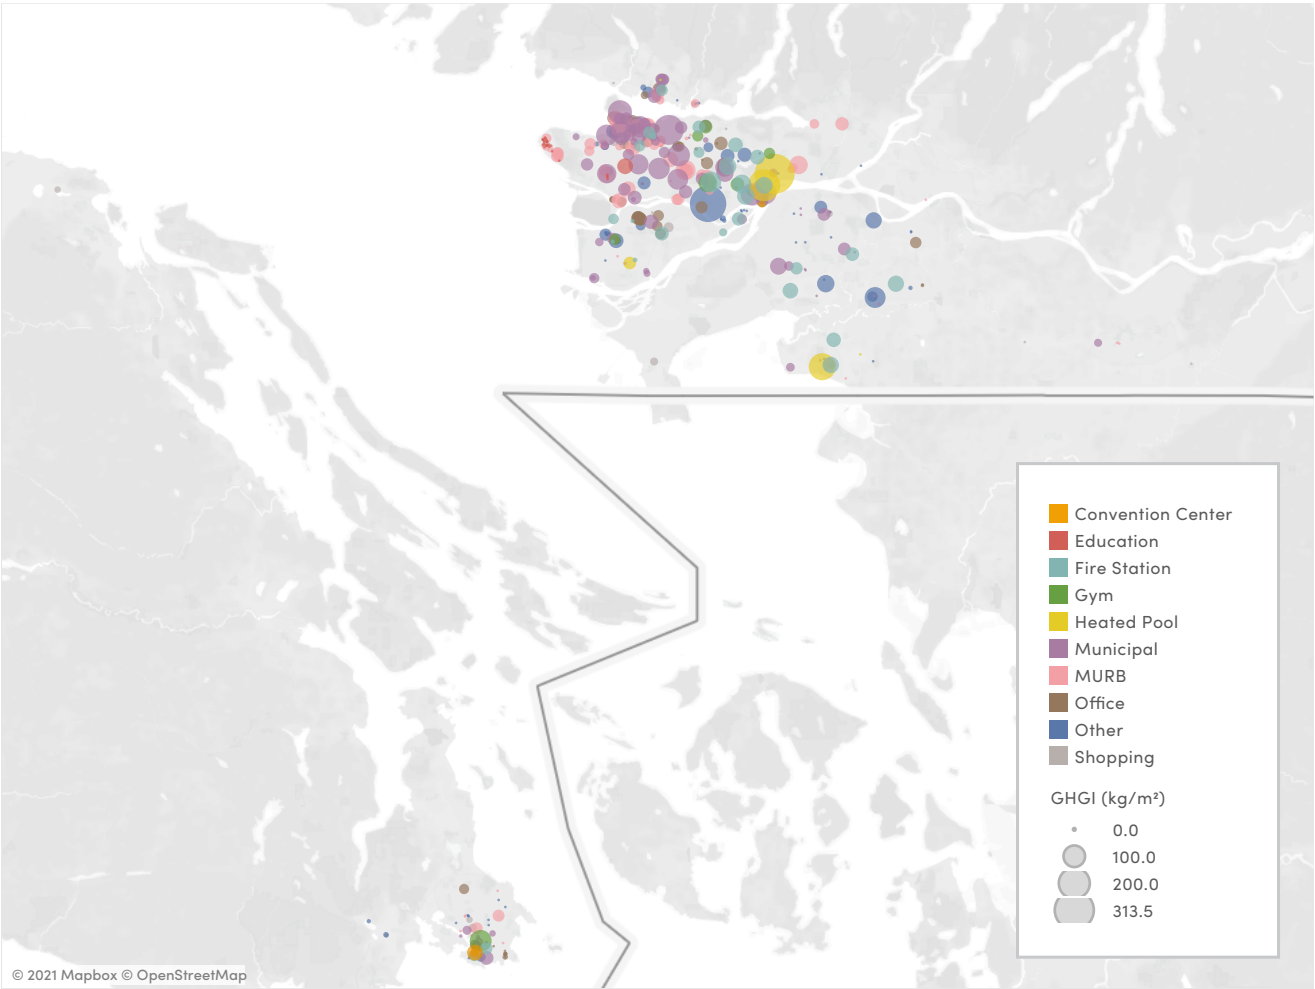 Convention Center
Education
Fire Station
Gym
Heated Pool
Municipal
MURB
Office
Other
Shopping
GHGI (kg/m²)
0.0
100.0
200.0
313.5
© 2021 Mapbox © OpenStreetMap